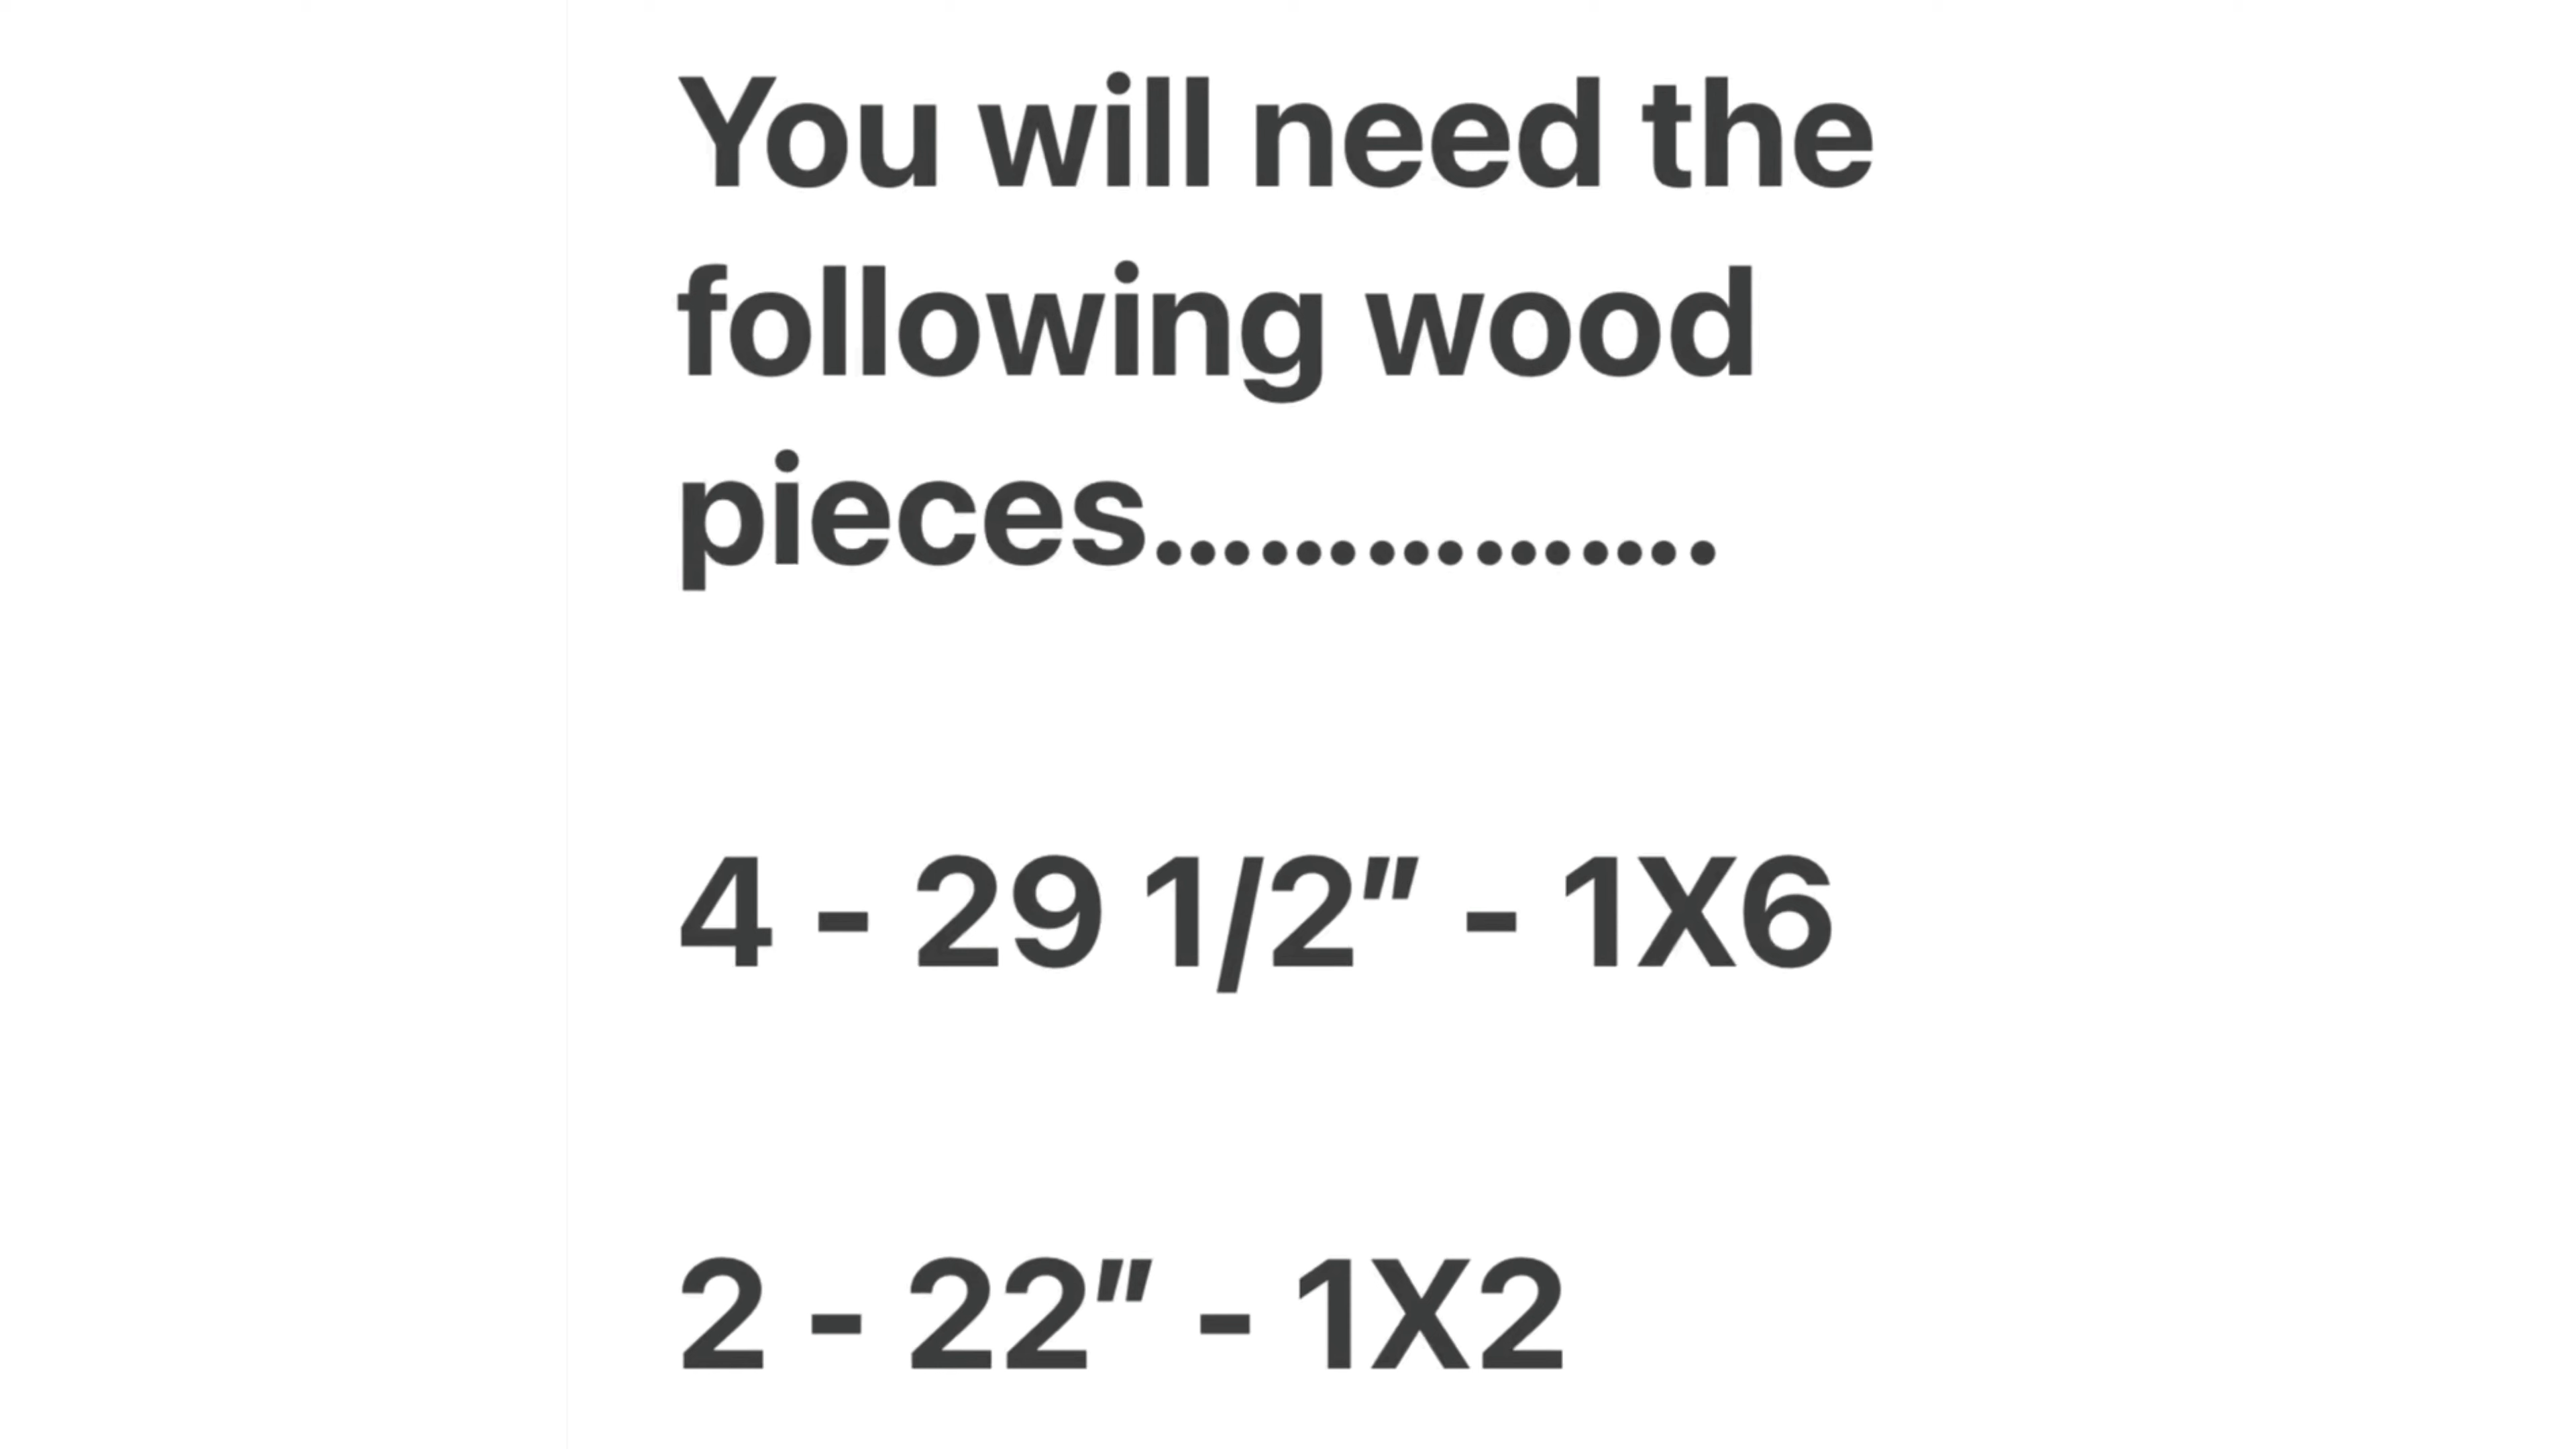 You will need the
following wood
pieces................
4 - 29 1/2" - 1X6
2 - 22" - 1X2